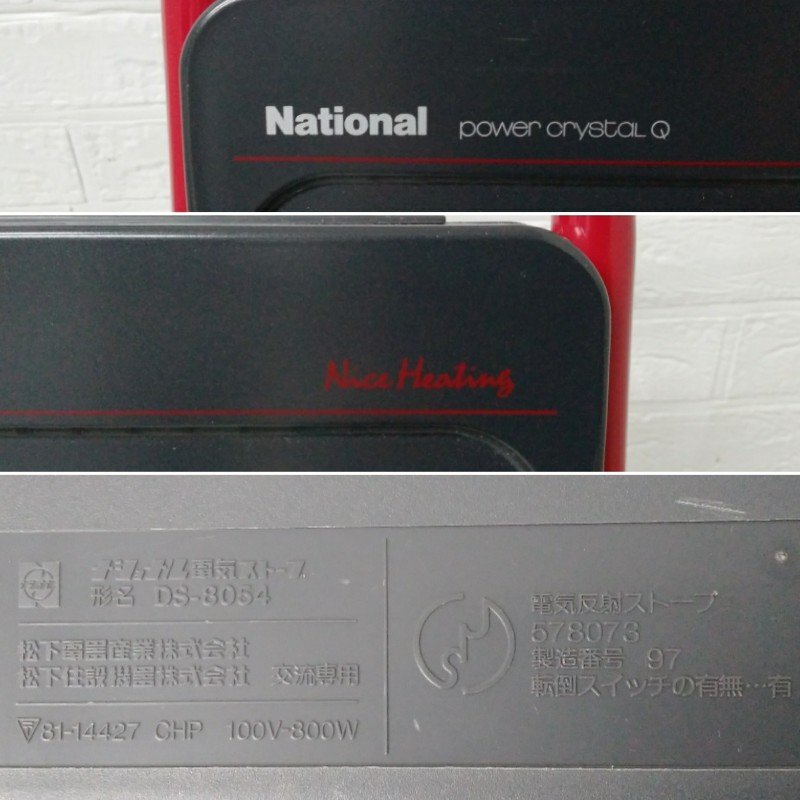 National power crystal Q
Nice Heating
ナショナル電気ストーブ
形名 DS-8054
松下電器産業株式会社
松下住設機器株式会社 交流専用
81-14427 CHP 100V-800W
電気反射ストーブ
578073
製造番号 97
転倒スイッチの有無…有